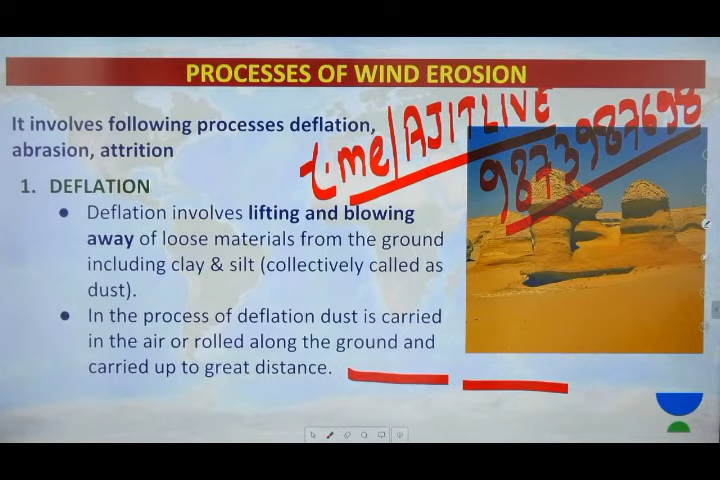 PROCESSES OF WIND EROSION
It involves following processes deflation,
abrasion, attrition
t.me/AJITLIVE
9873987698
1. DEFLATION
● Deflation involves lifting and blowing
away of loose materials from the ground
including clay & silt (collectively called as
dust).
● In the process of deflation dust is carried
in the air or rolled along the ground and
carried up to great distance.